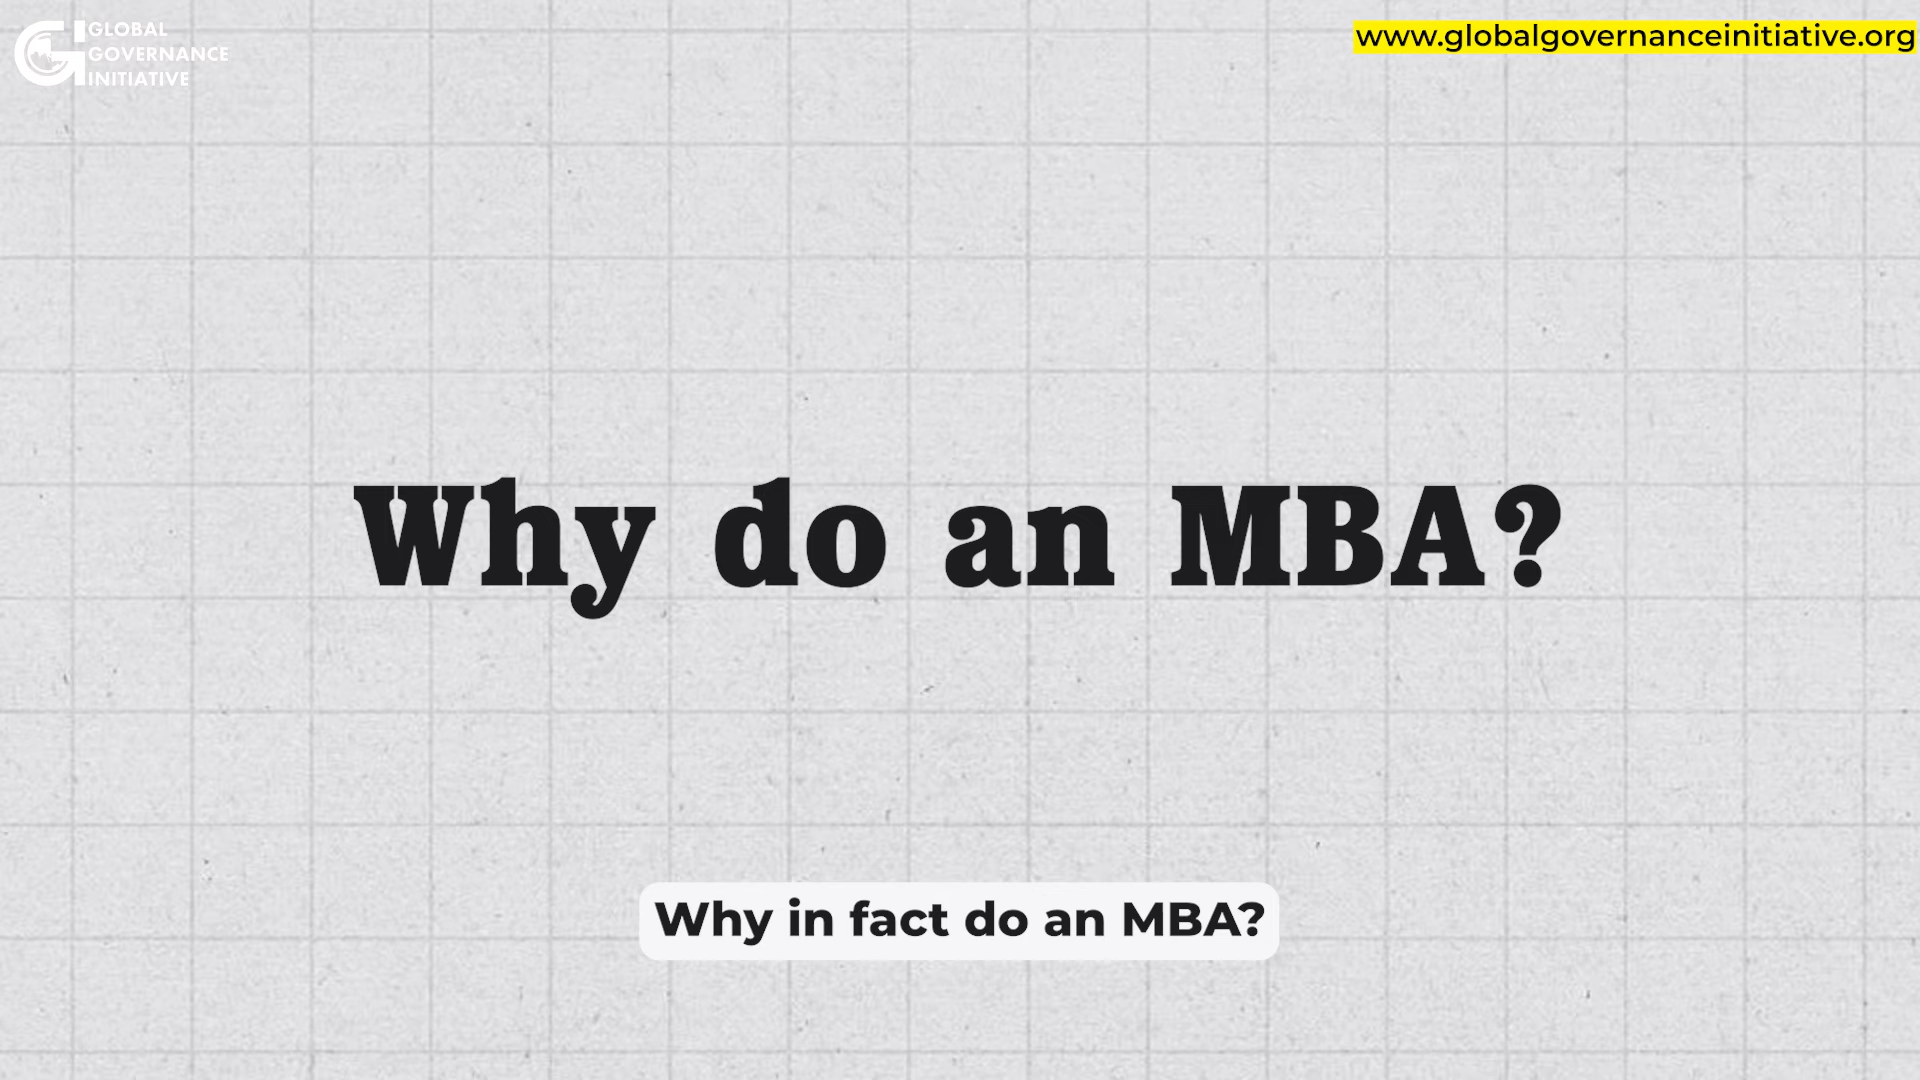 GLOBAL
GOVERNANCE
INITIATIVE
www.globalgovernanceinitiative.org
Why do an MBA?
Why in fact do an MBA?